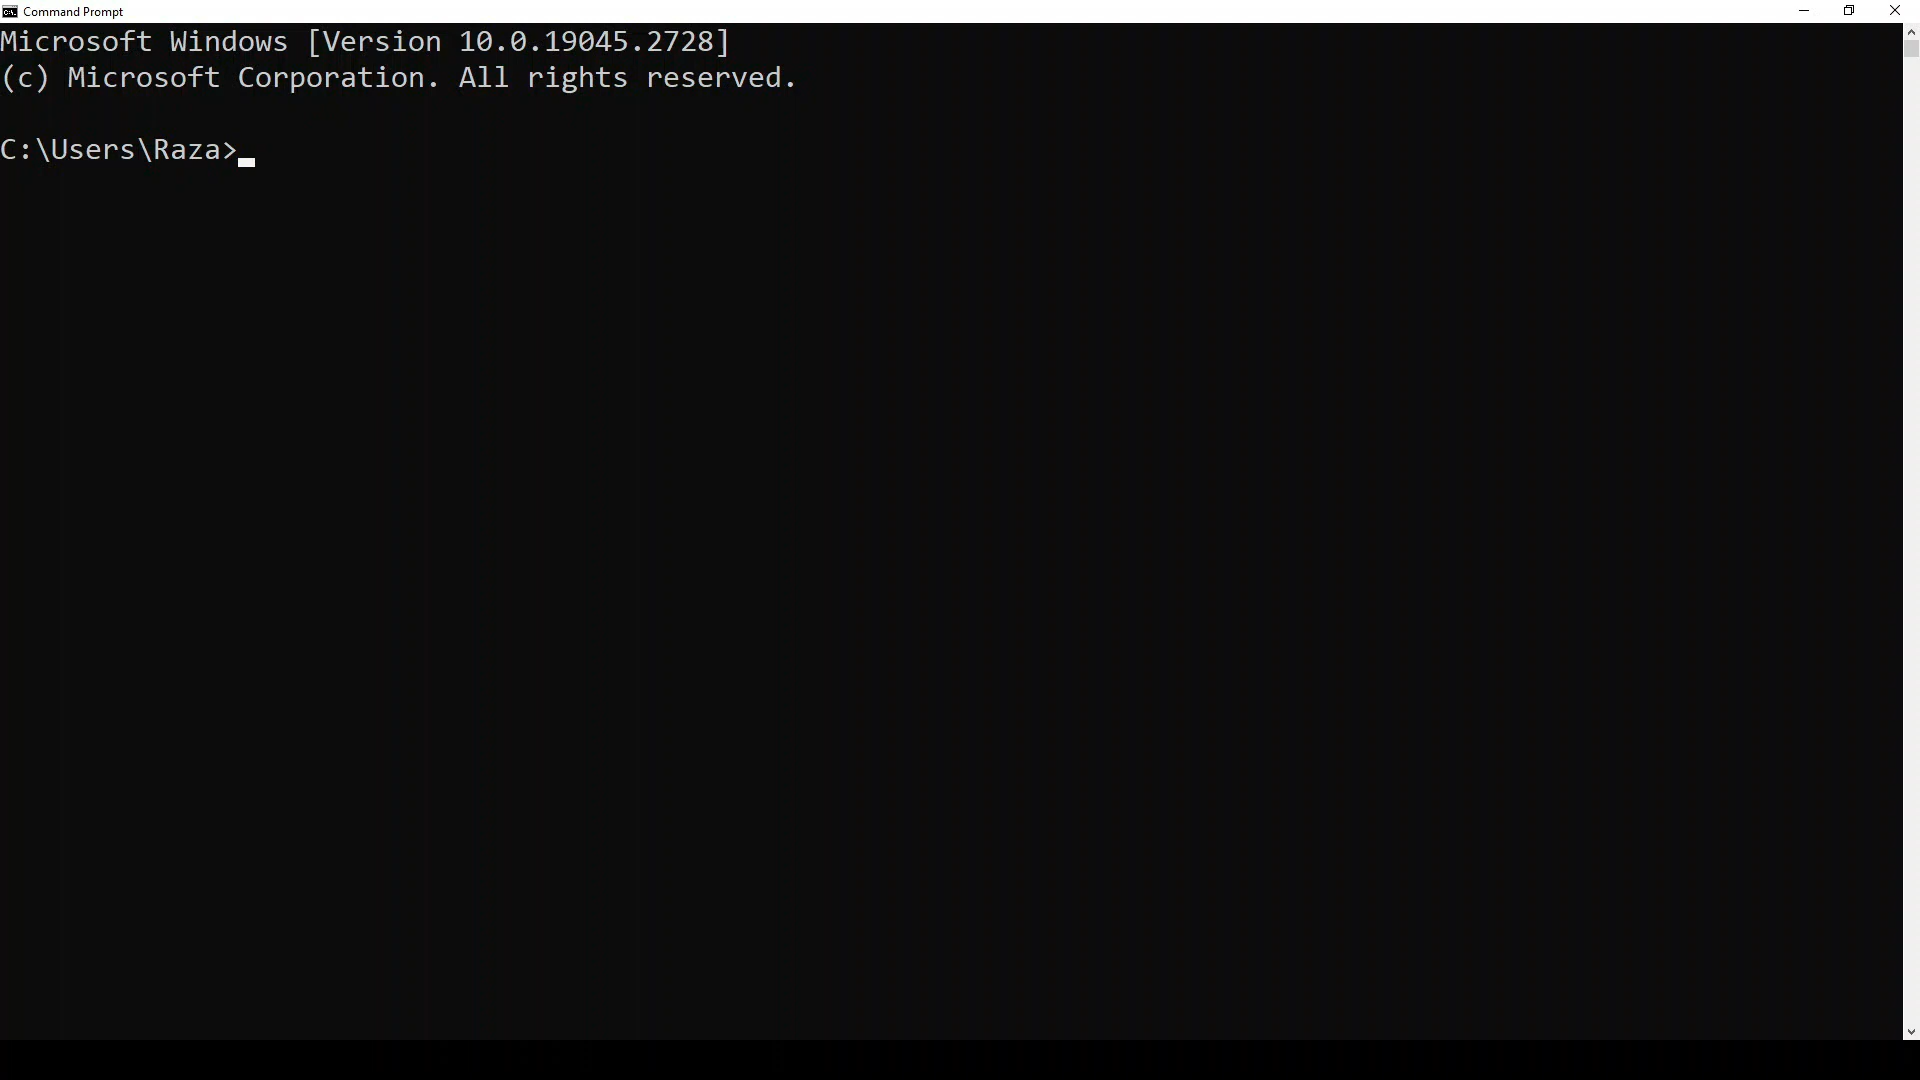 Command Prompt
Microsoft Windows [Version 10.0.19045.2728]
(c) Microsoft Corporation. All rights reserved.
C:\Users\Raza>